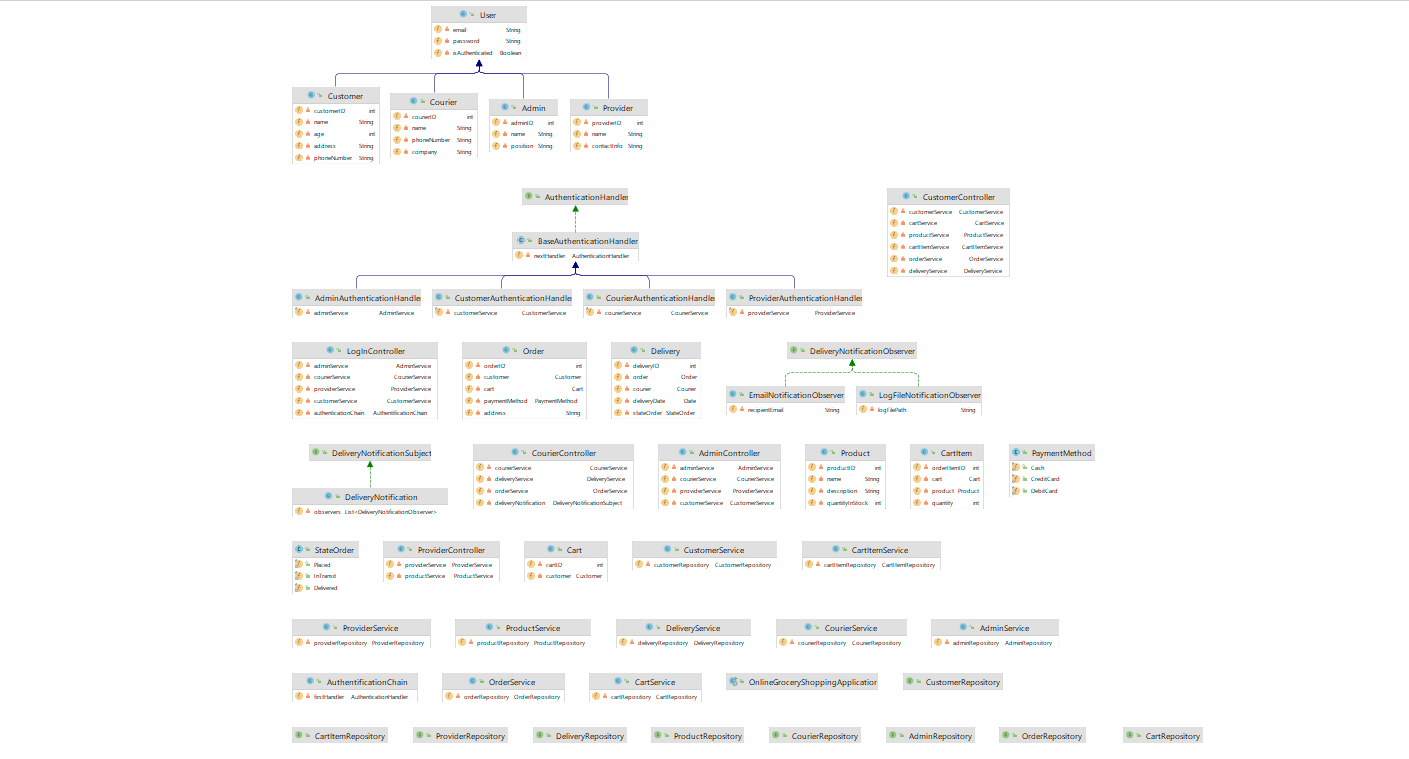 User
email String
password String
isAuthenticated Boolean
Customer
customerID int
name String
age int
address String
phoneNumber String
Courier
courierID int
name String
phoneNumber String
company String
Admin
adminID int
name String
position String
Provider
providerID int
name String
contactInfo String
AuthenticationHandler
BaseAuthenticationHandler
nextHandler AuthenticationHandler
CustomerController
customerService CustomerService
cartService CartService
productService ProductService
cartItemService CartItemService
orderService OrderService
deliveryService DeliveryService
AdminAuthenticationHandler
adminService AdminService
CustomerAuthenticationHandler
customerService CustomerService
CourierAuthenticationHandler
courierService CourierService
ProviderAuthenticationHandler
providerService ProviderService
LogInController
adminService AdminService
courierService CourierService
providerService ProviderService
customerService CustomerService
authenticationChain AuthentificationChain
Order
orderID int
customer Customer
cart Cart
paymentMethod PaymentMethod
address String
Delivery
deliveryID int
order Order
courier Courier
deliveryDate Date
stateOrder StateOrder
DeliveryNotificationObserver
EmailNotificationObserver
recipientEmail String
LogFileNotificationObserver
logFilePath String
DeliveryNotificationSubject
DeliveryNotification
observers List<DeliveryNotificationObserver>
CourierController
courierService CourierService
deliveryService DeliveryService
orderService OrderService
deliveryNotification DeliveryNotificationSubject
AdminController
adminService AdminService
courierService CourierService
providerService ProviderService
customerService CustomerService
Product
productID int
name String
description String
quantityInStock int
CartItem
orderItemID int
cart Cart
product Product
quantity int
PaymentMethod
Cash
CreditCard
DebitCard
StateOrder
Placed
InTransit
Delivered
ProviderController
providerService ProviderService
productService ProductService
Cart
cartID int
customer Customer
CustomerService
customerRepository CustomerRepository
CartItemService
cartItemRepository CartItemRepository
ProviderService
providerRepository ProviderRepository
ProductService
productRepository ProductRepository
DeliveryService
deliveryRepository DeliveryRepository
CourierService
courierRepository CourierRepository
AdminService
adminRepository AdminRepository
AuthentificationChain
firstHandler AuthenticationHandler
OrderService
orderRepository OrderRepository
CartService
cartRepository CartRepository
OnlineGroceryShoppingApplication
CustomerRepository
CartItemRepository
ProviderRepository
DeliveryRepository
ProductRepository
CourierRepository
AdminRepository
OrderRepository
CartRepository